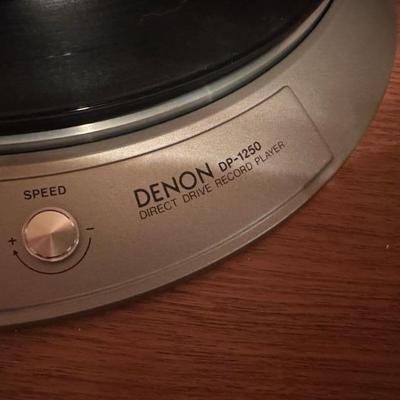 SPEED
+ -
DENON DP-1250
DIRECT DRIVE RECORD PLAYER